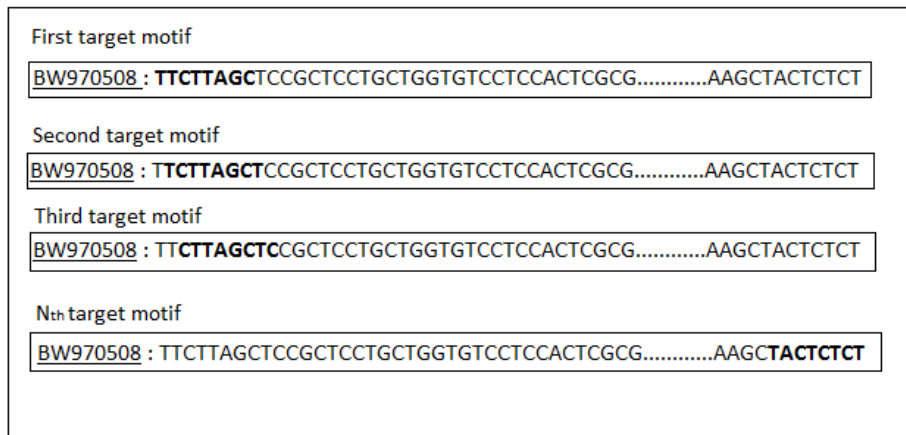 First target motif
BW970508 : TTCTTAGCTCCGCTCCTGCTGGTGTCCTCCACTCGCG............AAGCTACTCTCT
Second target motif
BW970508 : TTCTTAGCTCCGCTCCTGCTGGTGTCCTCCACTCGCG............AAGCTACTCTCT
Third target motif
BW970508 : TTCTTAGCTCCGCTCCTGCTGGTGTCCTCCACTCGCG............AAGCTACTCTCT
Nth target motif
BW970508 : TTCTTAGCTCCGCTCCTGCTGGTGTCCTCCACTCGCG............AAGCTACTCTCT